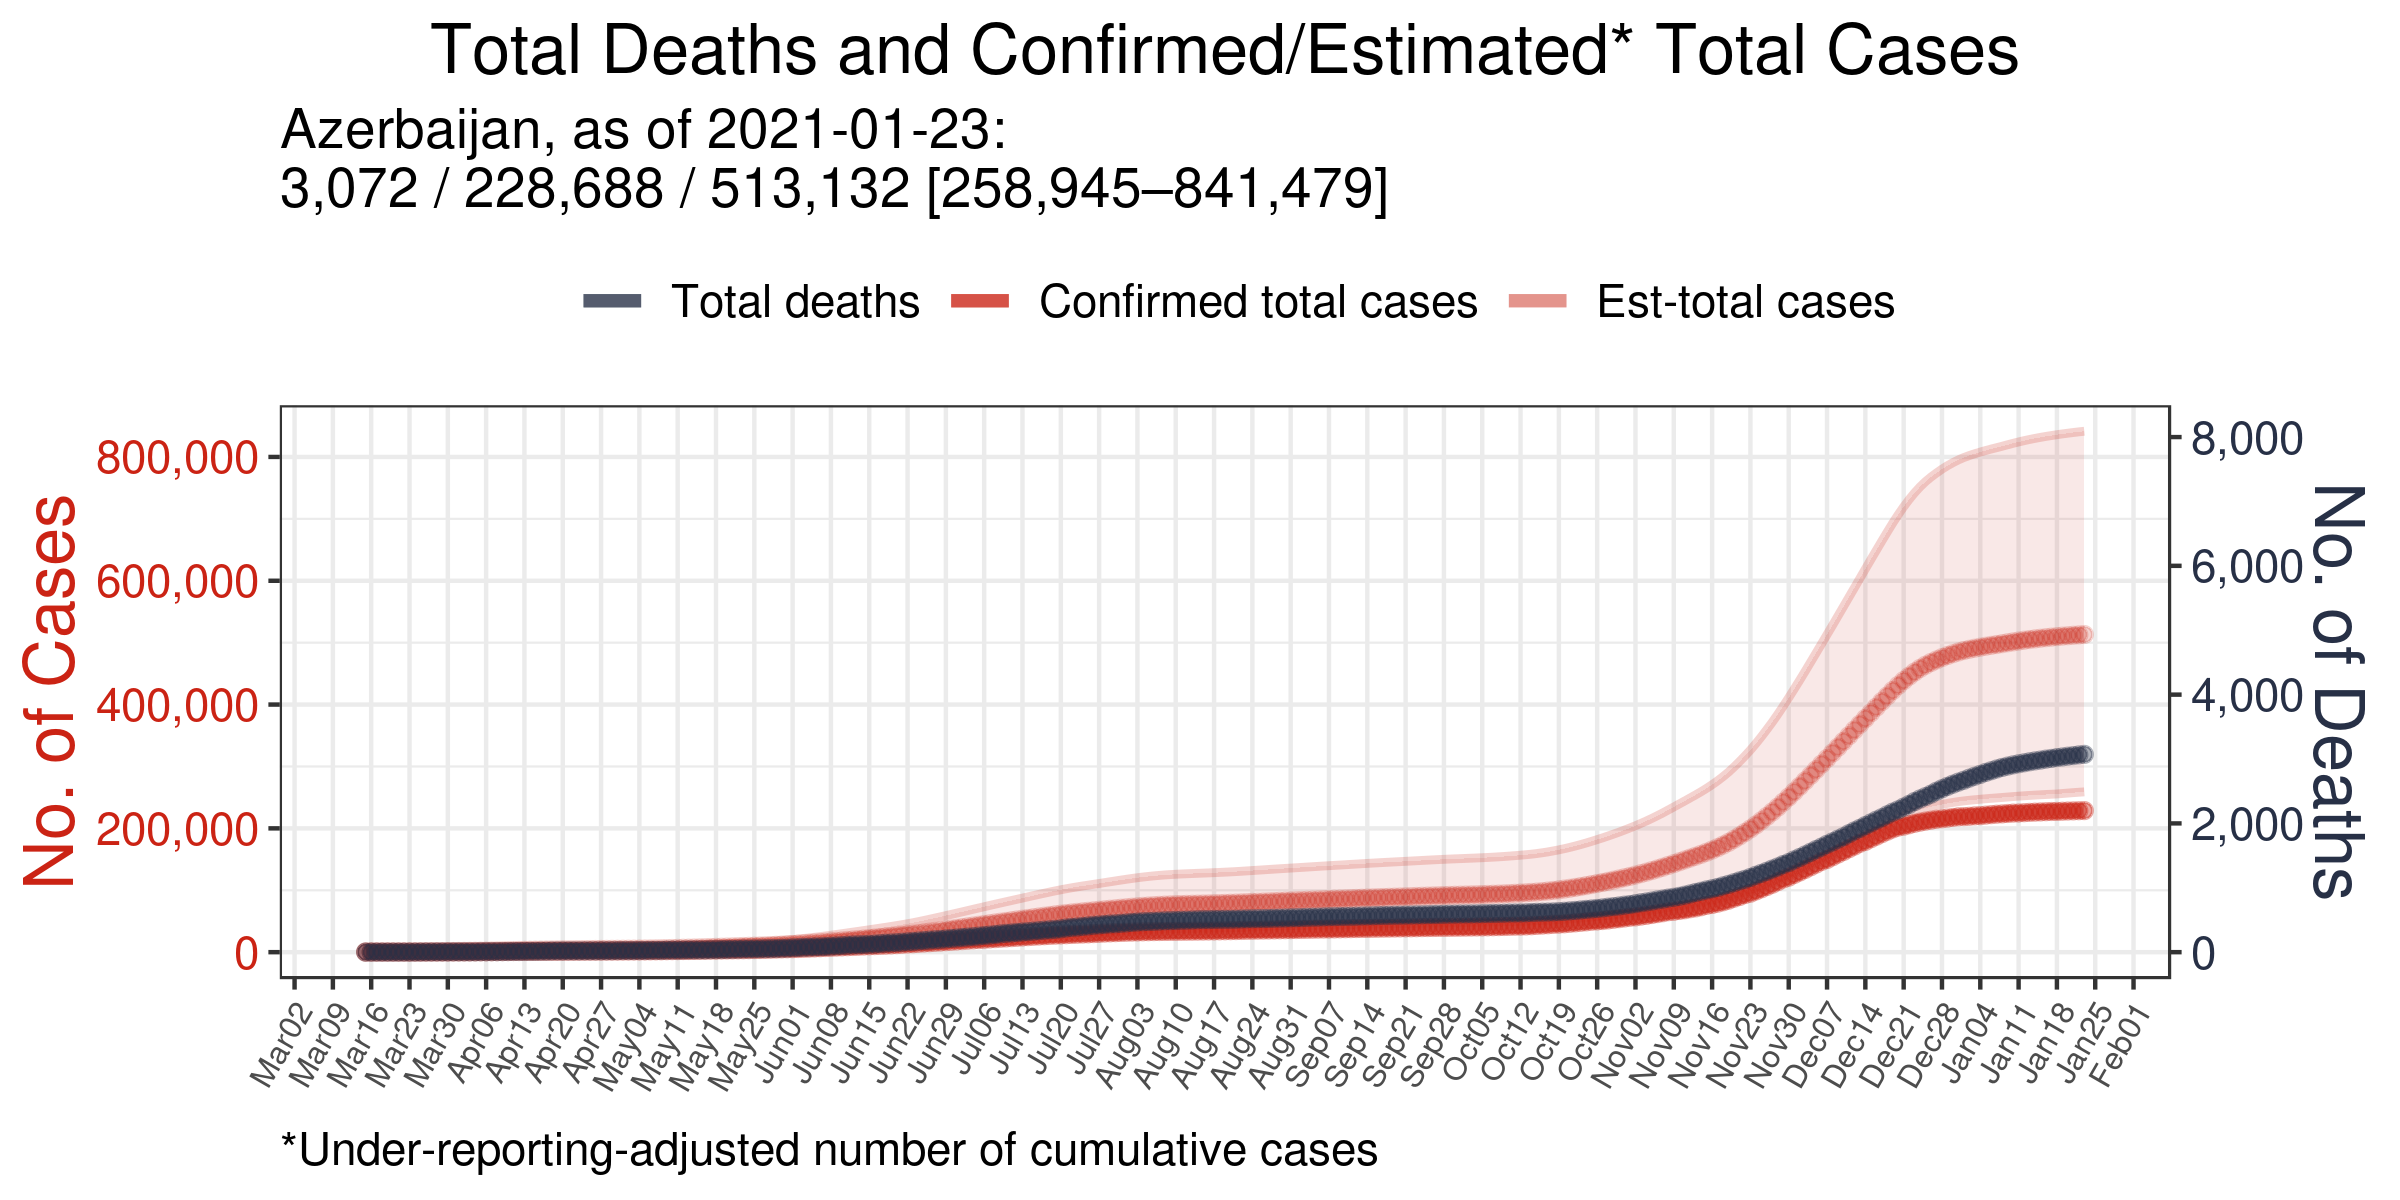 Total Deaths and Confirmed/Estimated* Total Cases
Azerbaijan, as of 2021-01-23:
3,072 / 228,688 / 513,132 [258,945–841,479]
Total deaths
Confirmed total cases
Est-total cases
No. of Cases
800,000
600,000
400,000
200,000
0
8,000
6,000
4,000
2,000
0
No. of Deaths
Mar02
Mar09
Mar16
Mar23
Mar30
Apr06
Apr13
Apr20
Apr27
May04
May11
May18
May25
Jun01
Jun08
Jun15
Jun22
Jun29
Jul06
Jul13
Jul20
Jul27
Aug03
Aug10
Aug17
Aug24
Aug31
Sep07
Sep14
Sep21
Sep28
Oct05
Oct12
Oct19
Oct26
Nov02
Nov09
Nov16
Nov23
Nov30
Dec07
Dec14
Dec21
Dec28
Jan04
Jan11
Jan18
Jan25
Feb01
*Under-reporting-adjusted number of cumulative cases